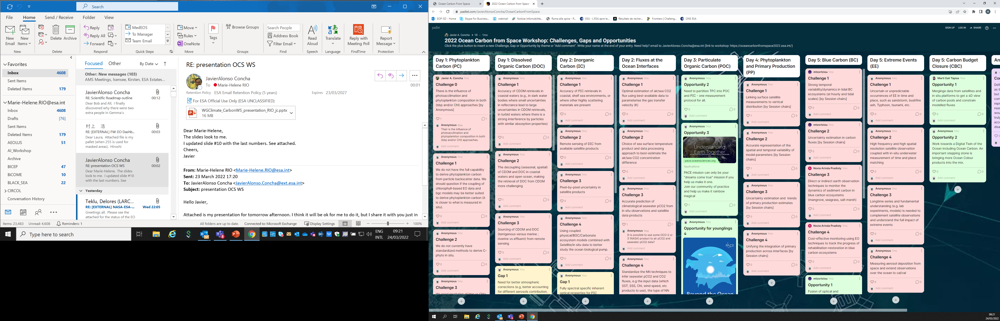 Search
File Home Send / Receive Folder View
New Email
New Items
Delete
Archive
Reply
Reply All
Forward
MedEOS
To Manager
Team Email
Move
Rules
OneNote
Tags
Browse Groups
Search People
Address Book
Filter Email
Read Aloud
Translate
Reply with Meeting Poll
Report Message
New Delete Respond Quick Steps Move Groups Find Speech Language FindTime Protection
Favorites
Inbox 4608
Sent Items
Deleted Items 179
Marie-Helene.RIO@esa.int
Inbox 4608
Drafts [76]
Sent Items
Deleted Items 179
AEOLUS 51
AI_Workshop
Archive
BICEP 47
BiCOME 10
BLACK_SEA 22
CIRCOL
Conversation History
Focused Other By Date
Other: New messages (103)
AMS Meetings, Isensee, Kirsten, ESA Estates...
JavierAlonso Concha
RE: Scientific Roadmap outline 00:12
Dear Bob and All, I finally
discovered why there were two
extra people in Gemma's
村上 浩
RE: [EXTERNAL] FW: EO Dashb... 00:03
Dear Laura, Attached file is my
pallet (when 255 is used for
masked areas). Hiroshi
JavierAlonso Concha
RE: presentation OCS WS 00:02
Dear Marie-Helene, The slides
look to me. I updated slide #10
with the last numbers. See
Yesterday
Teklu, Delores (LARC...
RE: [EXTERNAL] NASA-ESA-... Wed 22:05
Greetings all. Please see the
attached for the status of the EO
RE: presentation OCS WS
JavierAlonso Concha
To Marie-Helene RIO
00:01
Retention Policy ESA Email Retention Policy (5 years) Expires 23/03/2027
For ESA Official Use Only (ESA UNCLASSIFIED)
WGClimate_CarbonWS_presentation_RIO_jc.pptx
16 MB
Dear Marie-Helene,
The slides look to me.
I updated slide #10 with the last numbers. See attached.
Cheers,
Javier
From: Marie-Helene RIO <Marie-Helene.RIO@esa.int>
Sent: 23 March 2022 17:20
To: JavierAlonso Concha <JavierAlonso.Concha@ext.esa.int>
Subject: presentation OCS WS
Hello Javier,
Attached is my presentation for tomorrow afternoon. I think it will be ok for me to do it, but I share it with you just in
Items: 23,483 Unread: 4,608 Reminders: 1 All folders are up to date. Connected to: Microsoft Exchange Display Settings 100%
Type here to search
ENG
INTL
09:21
24/03/2022
Ocean Carbon From Space
2022 Ocean Carbon from Space
padlet.com/JavierAlonsoConcha/OceanCarbonFromSpace
EOP-SD - Home Skype For Business... webmail Notizie Infomobilità... Roma alla spina - R... ESA - L'ESA apre le... Résultats de recher... Frontiers | Challeng... ONE ESA
padlet
SIGN UP LOG IN SHARE
Javier A. Concha + 18 • 1mo
2022 Ocean Carbon from Space Workshop: Challenges, Gaps and Opportunities
Click the plus button to insert a new Challenge, Gap or Opportunity by theme or "Add comment". Write your name at the end of your entry. Need help? email to JavierAlonso.Concha@esa.int (link to workshop: https://oceancarbonfromspace2022.esa.int/)
Day 1: Phytoplankton
Carbon (PC)
Javier A. Concha 1mo
Challenge 0
There is the influence of
photoacclimation and
phytoplankton composition in both
(bbp and/or Chl) approaches [by
Anonymous]
1 1
Anonymous 1mo
Their is the influence of
photoacclimation and
phytoplankton composition in both
(bbp and/or Chl) approaches.
Add comment
Anonymous 1mo
Challenge 1
We do not have the full capability
to derive phytoplankton carbon
from particle backscatter data. We
should question if the coupling of
chlorophyll-based EO data and
bgc models may be better suited
to derive phytoplankton carbon (it
is closer to what is measured in
situ).
0 0
Add comment
Anonymous 1mo
Challenge 2
We do not currently have
standardized methods to derive C-
phyto in situ.
0 0
Add comment
Anonymous 1mo
Challenge 3
We need resolution of bbp vs Chla
Day 1: Dissolved
Organic Carbon (DOC)
Anonymous 1mo
Challenge 1
Accuracy of CDOM retrievals in
coastal waters (e.g., in dark water
bodies where small uncertainties
in reflectance lead to large
uncertainties in CDOM retrievals,
in turbid waters where there is a
strong interference by particles
with similar absorption properties)
0 0
Add comment
Anonymous 1mo
Challenge 2
The decoupling (seasonal, spatial)
of CDOM and DOC in coastal
waters and open ocean, making
the retrieval of DOC from CDOM
more challenging
1 0
Add comment
Anonymous 1mo
Challenge 3
Sourcing of CDOM and DOC
(terrigenous versus marine ;
riverine vs effluent) from remote
sensing
0 0
Add comment
Anonymous 1mo
Gap 1
Need for better atmospheric
corrections (e.g, better accounting
for different aerosols contribution,
Day 2: Inorganic
Carbon (IC)
Anonymous 1mo
Challenge 1
Accuracy of PIC retrievals in
coastal, shelf sea environments, or
where other highly scattering
materials are present
0 0
Add comment
Anonymous 1mo
Challenge 2
Remote sensing of DIC from
available satellite products
0 0
Add comment
Anonymous 1mo
Challenge 3
Pixel-by-pixel uncertainty in
satellite products
0 0
Add comment
Anonymous 1mo
Challenge 4
Using coupled
physical/BGC/Carbonate
ecosystem models combined with
Satellite/in situ data to better
study the ocean biological pump.
0 0
Add comment
Anonymous 1mo
Gap 1
Fully spectral specific inherent
optical properties for PIC
Day 2: Fluxes at the
Ocean Interfaces
Anonymous 1mo
Challenge 1
Optimal estimation of air/sea CO2
flux using best-available data to
parameterise the gas transfer
velocity (K)
0 0
Add comment
Anonymous 1mo
Challenge 2
Choice of sea surface temperature
product and data processing
approach to best-estimate the
air/sea CO2 concentration
difference
0 0
Add comment
Anonymous 1mo
Challenge 3
Accurate prediction of
climatological seawater pCO2 from
in situ observations and satellite
data products
1 1
Anonymous 1mo
It is possible to use some OCO-2 or
3 (NASA) product to air pCO2 and
seawater pCO2 data?
Add comment
Anonymous 1mo
Challenge 4
Standardize the NN techniques to
infer seawater pCO2 and CO2
fluxes, e.g the input data (which
SST, SSS, Chl, wind speed, etc
products to use), the type of NN
Day 3: Particulate
Organic Carbon (POC)
Anonymous 1mo
Opportunity 2
Need to partition TPC into POC
and PIC - one measurement
protocol for all.
0 0
Add comment
Anonymous 1mo
Opportunity 3
Understanding
Earth Together
pace.oceansciences.org
Applications
PACE mission can only be your
"dreams come true" mission if you
help us make it one.
Join our community of practice
and help us make it rainbow
magical
1 0
Add comment
Anonymous 1mo
Opportunity for younglings
4
PACE
Beyond the Ocean
Day 4: Phytoplankton
and Primary Production
(PP)
Anonymous 1mo
Challenge 1
Linking surface satellite
measurements to vertical
distribution [by Session chairs]
1 0
Add comment
Anonymous 1mo
Challenge 2
Accurate representation of the
spatial and temporal variability of
model parameters [by Session
chairs]
1 0
Add comment
Anonymous 1mo
Challenge 3
Uncertainty estimation and trends
of primary production estimates
[by Session chairs]
0 0
Add comment
Anonymous 1mo
Challenge 4
Unifying the integration of primary
production across interfaces [by
Session chairs]
0 0
Add comment
Day 5: Blue Carbon (BC)
mtzortziou 1mo
Challenge 1
Strong temporal
variability/dynamics in tidal BC
ecosystems (at hourly and tidal
scales) [by Session chairs]
0 0
Add comment
mtzortziou 1mo
Challenge 2
Uncertainty estimation in carbon
fluxes [by Session chairs]
0 0
Add comment
Novia Arinda Pradisty 1mo
Challenge 3
Direct or indirect earth observation
techniques to monitor the
dynamics of sediment carbon in
blue carbon ecosystems
(mangrove, seagrass, salt marsh)
0 0
Add comment
Novia Arinda Pradisty 1mo
Challenge 4
Cost-effective monitoring using EO
techniques to track the progress of
rehabilitation-restoration in blue
carbon ecosystems
0 0
Add comment
mtzortziou 1mo
Opportunity 1
Fusion of optical and
Day 5: Extreme Events
(EE)
Anonymous 1mo
Challenge 1
Uncertain or unpredictable
occurrences of EE in time and
place, such as sandstorm, bushfire
ash, Typhoon, tsunami, etc.
0 0
Add comment
Anonymous 1mo
Challenge 2
High frequency and high spatial
resolution satellite observation
coupled with in-situ underwater
measurement of time and place
matching
0 0
Add comment
Anonymous 1mo
Challenge 3
Longtime series and fundamental
understanding (e.g. lab
experiments, models) is needed to
complement satellite observations
and understand the full impact of
extreme events
0 0
Add comment
Anonymous 1mo
Challenge 4
Measuring aerosol deposition from
space and extend observations
over the ocean to cal/val
0 0
Add comment
Day 5: Carbon Budget
Closure (CBC)
Martí Galí Tàpias 1mo
Opportunity 1
Merginge data from satellites and
in situ platforms to get a 4D view
of carbon pools and constrain
modelled fluxes
0 0
Add comment
Anonymous 1mo
Opportunity 2
Work towards a Digital Twin of the
Ocean including Ocean Carbon. An
important stepping stone is
bringing more Ocean Colour
products into the mix.
0 0
Add comment
09:21
24/03/2022